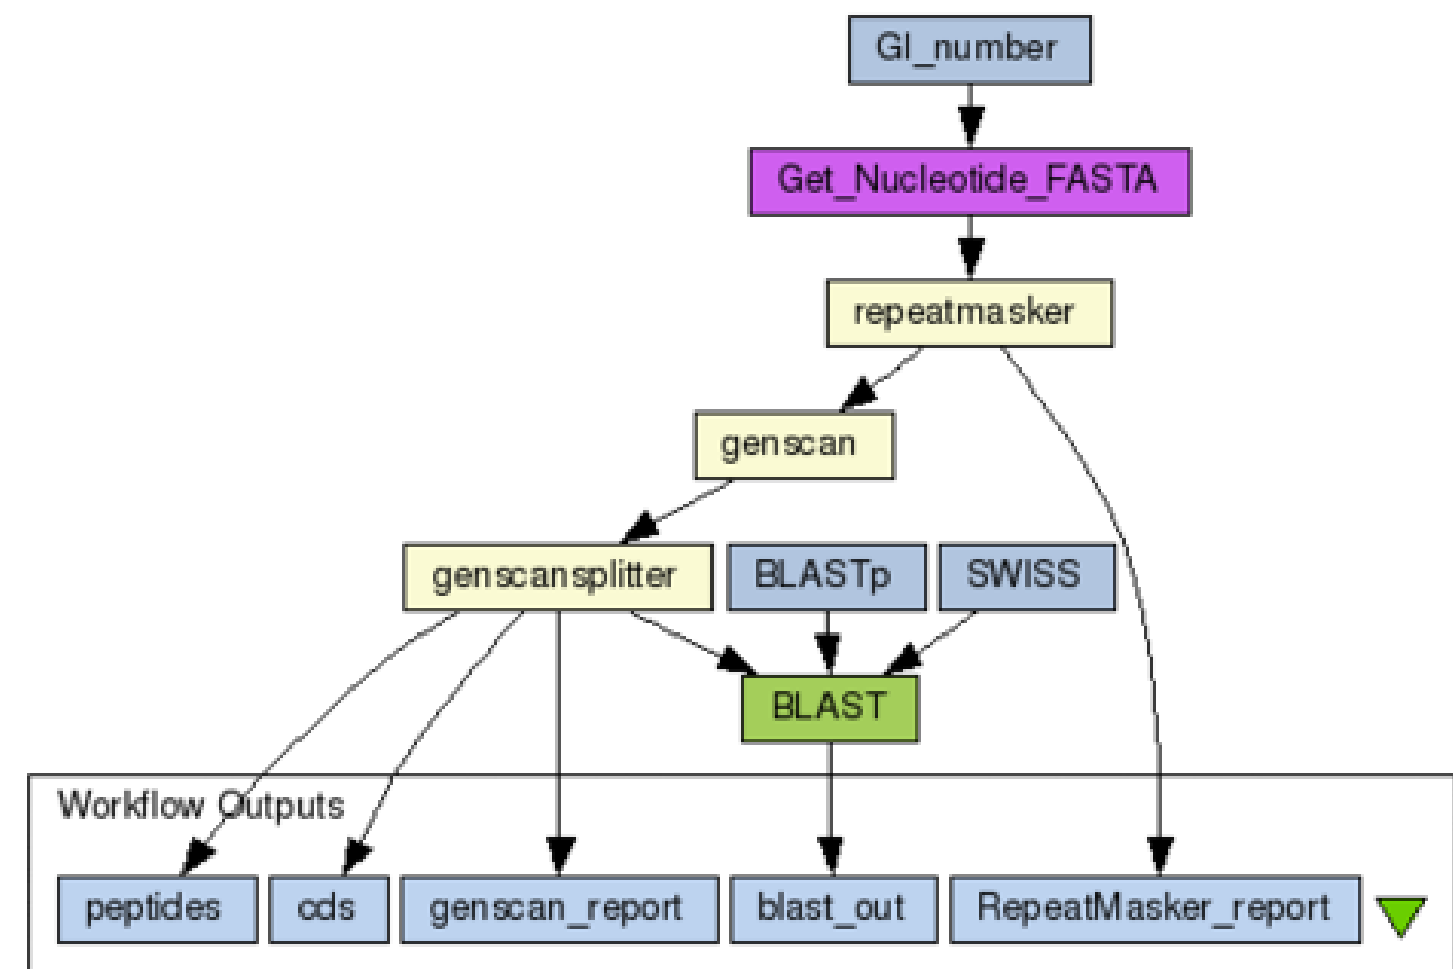 GI_number
Get_Nucleotide_FASTA
repeatmasker
genscan
genscansplitter
BLASTp
SWISS
BLAST
Workflow Outputs
peptides
cds
genscan_report
blast_out
RepeatMasker_report